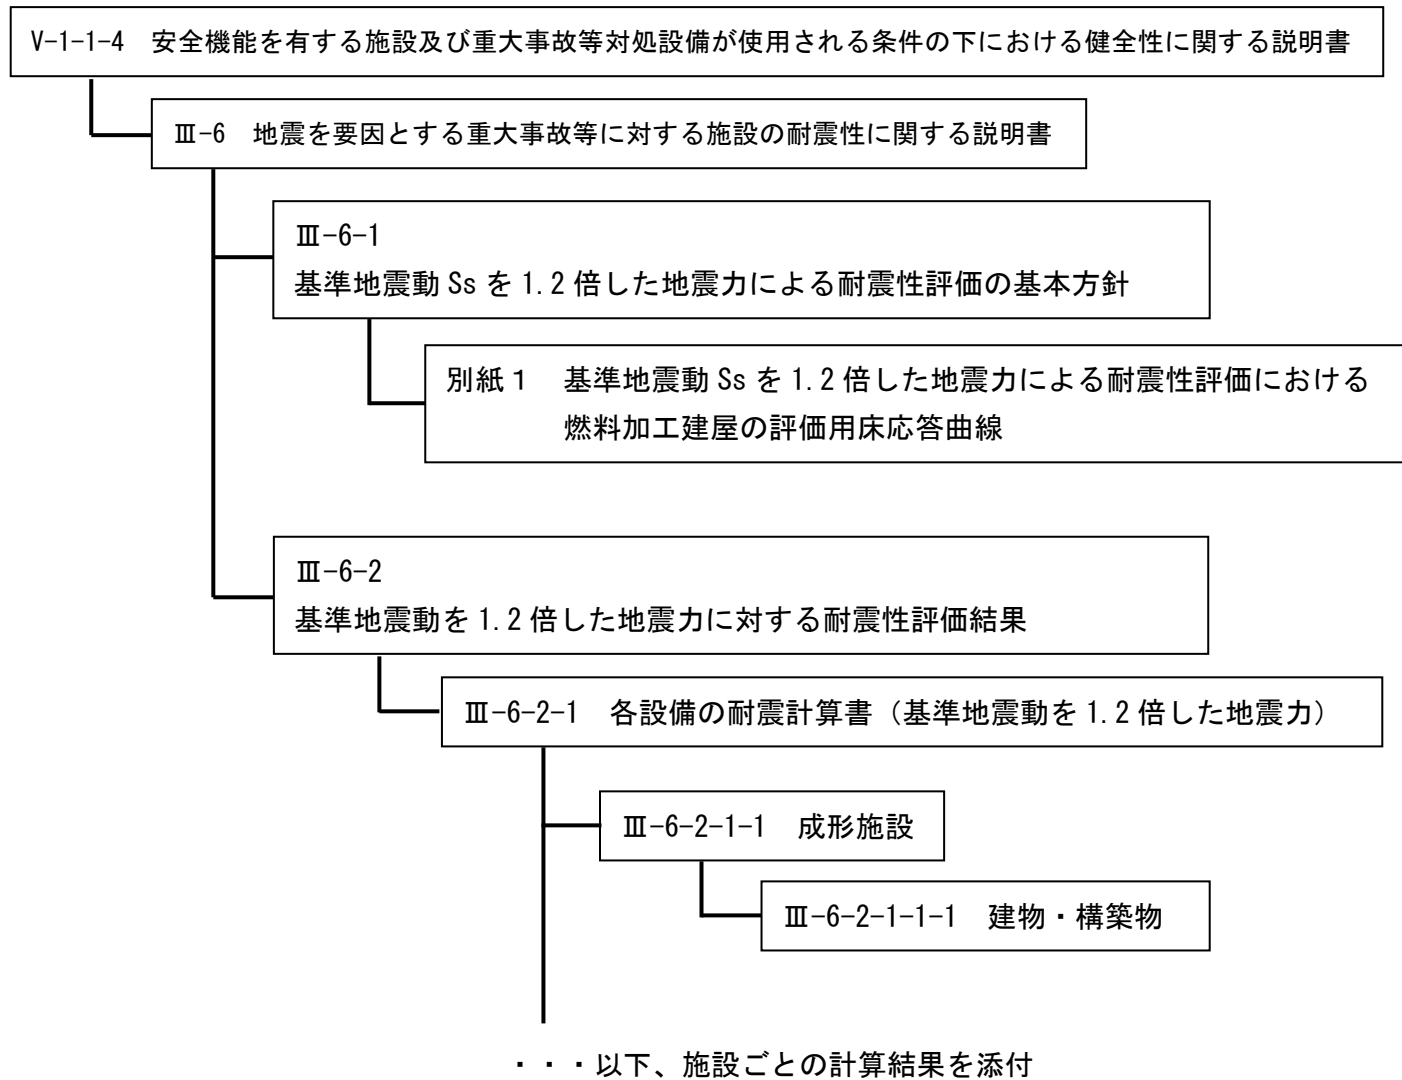 V-1-1-4　安全機能を有する施設及び重大事故等対処設備が使用される条件の下における健全性に関する説明書
Ⅲ-6　地震を要因とする重大事故等に対する施設の耐震性に関する説明書
Ⅲ-6-1
基準地震動 Ss を 1.2 倍した地震力による耐震性評価の基本方針
別紙１　基準地震動 Ss を 1.2 倍した地震力による耐震性評価における
燃料加工建屋の評価用床応答曲線
Ⅲ-6-2
基準地震動を 1.2 倍した地震力に対する耐震性評価結果
Ⅲ-6-2-1　各設備の耐震計算書（基準地震動を 1.2 倍した地震力）
Ⅲ-6-2-1-1　成形施設
Ⅲ-6-2-1-1-1　建物・構築物
・・・以下、施設ごとの計算結果を添付